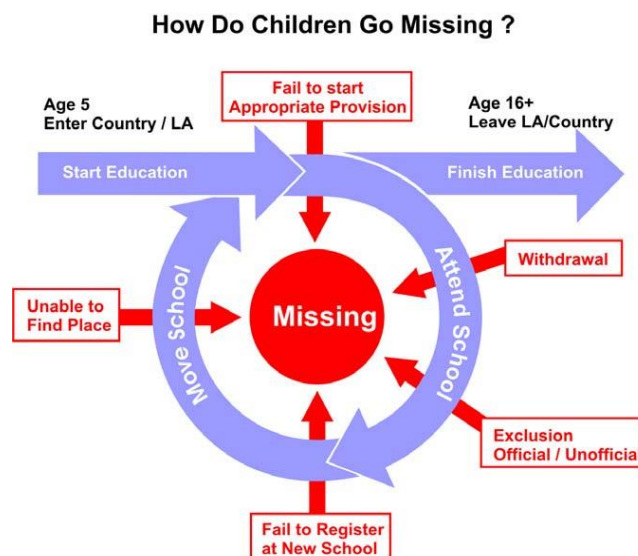 How Do Children Go Missing ?
Fail to start
Appropriate Provision
Age 5
Enter Country / LA
Age 16+
Leave LA/Country
Start Education
Finish Education
Attend School
Withdrawal
Missing
Unable to
Find Place
Move School
Exclusion
Official / Unofficial
Fail to Register
at New School